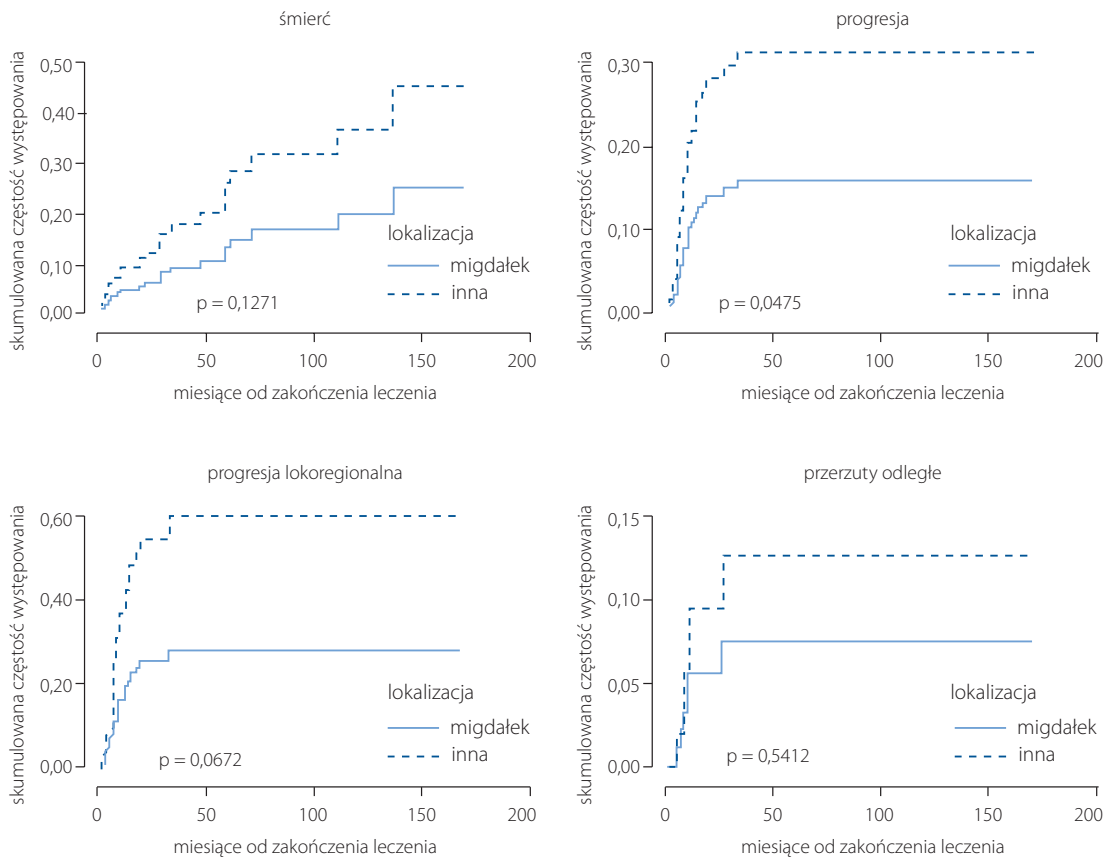 śmierć
skumulowana częstość występowania
0,50
0,40
0,30
0,20
0,10
0,00
lokalizacja
migdałek
inna
p = 0,1271
0 50 100 150 200
miesiące od zakończenia leczenia
progresja
skumulowana częstość występowania
0,30
0,20
0,10
0,00
lokalizacja
migdałek
inna
p = 0,0475
0 50 100 150 200
miesiące od zakończenia leczenia
progresja lokoregionalna
skumulowana częstość występowania
0,60
0,40
0,20
0,00
lokalizacja
migdałek
inna
p = 0,0672
0 50 100 150 200
miesiące od zakończenia leczenia
przerzuty odległe
skumulowana częstość występowania
0,15
0,10
0,05
0,00
lokalizacja
migdałek
inna
p = 0,5412
0 50 100 150 200
miesiące od zakończenia leczenia